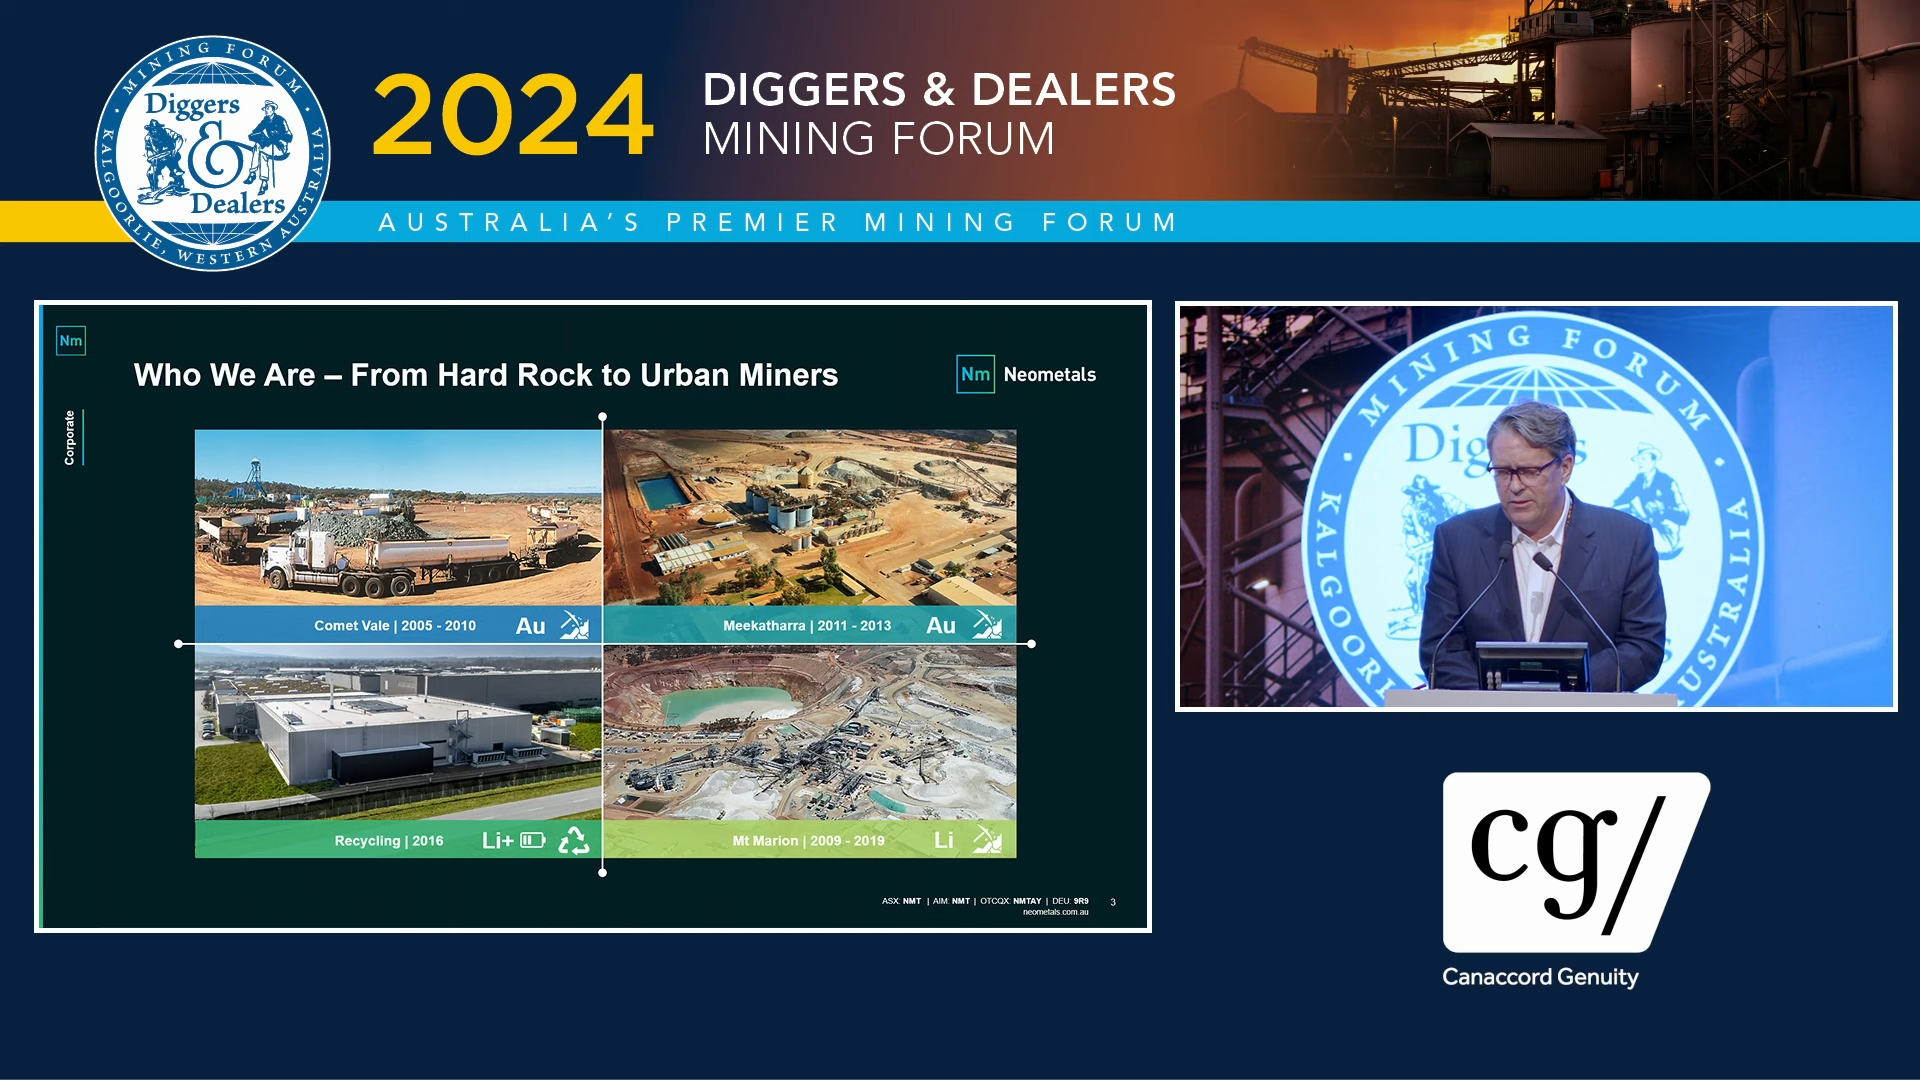 MINING FORUM
Diggers
&
Dealers
KALGOORLIE, WESTERN AUSTRALIA
2024
DIGGERS & DEALERS
MINING FORUM
AUSTRALIA'S PREMIER MINING FORUM
Nm
Who We Are – From Hard Rock to Urban Miners
Nm Neometals
Corporate
Comet Vale | 2005 - 2010 Au
Meekatharra | 2011 - 2013 Au
Recycling | 2016 Li+
Mt Marion | 2009 - 2019 Li
ASX: NMT | AIM: NMT | OTCQX: NMTAY | DEU: 9R9 3
neometals.com.au
MINING FORUM
Dig s
KALGOORL
AUSTRALIA
cg/
Canaccord Genuity